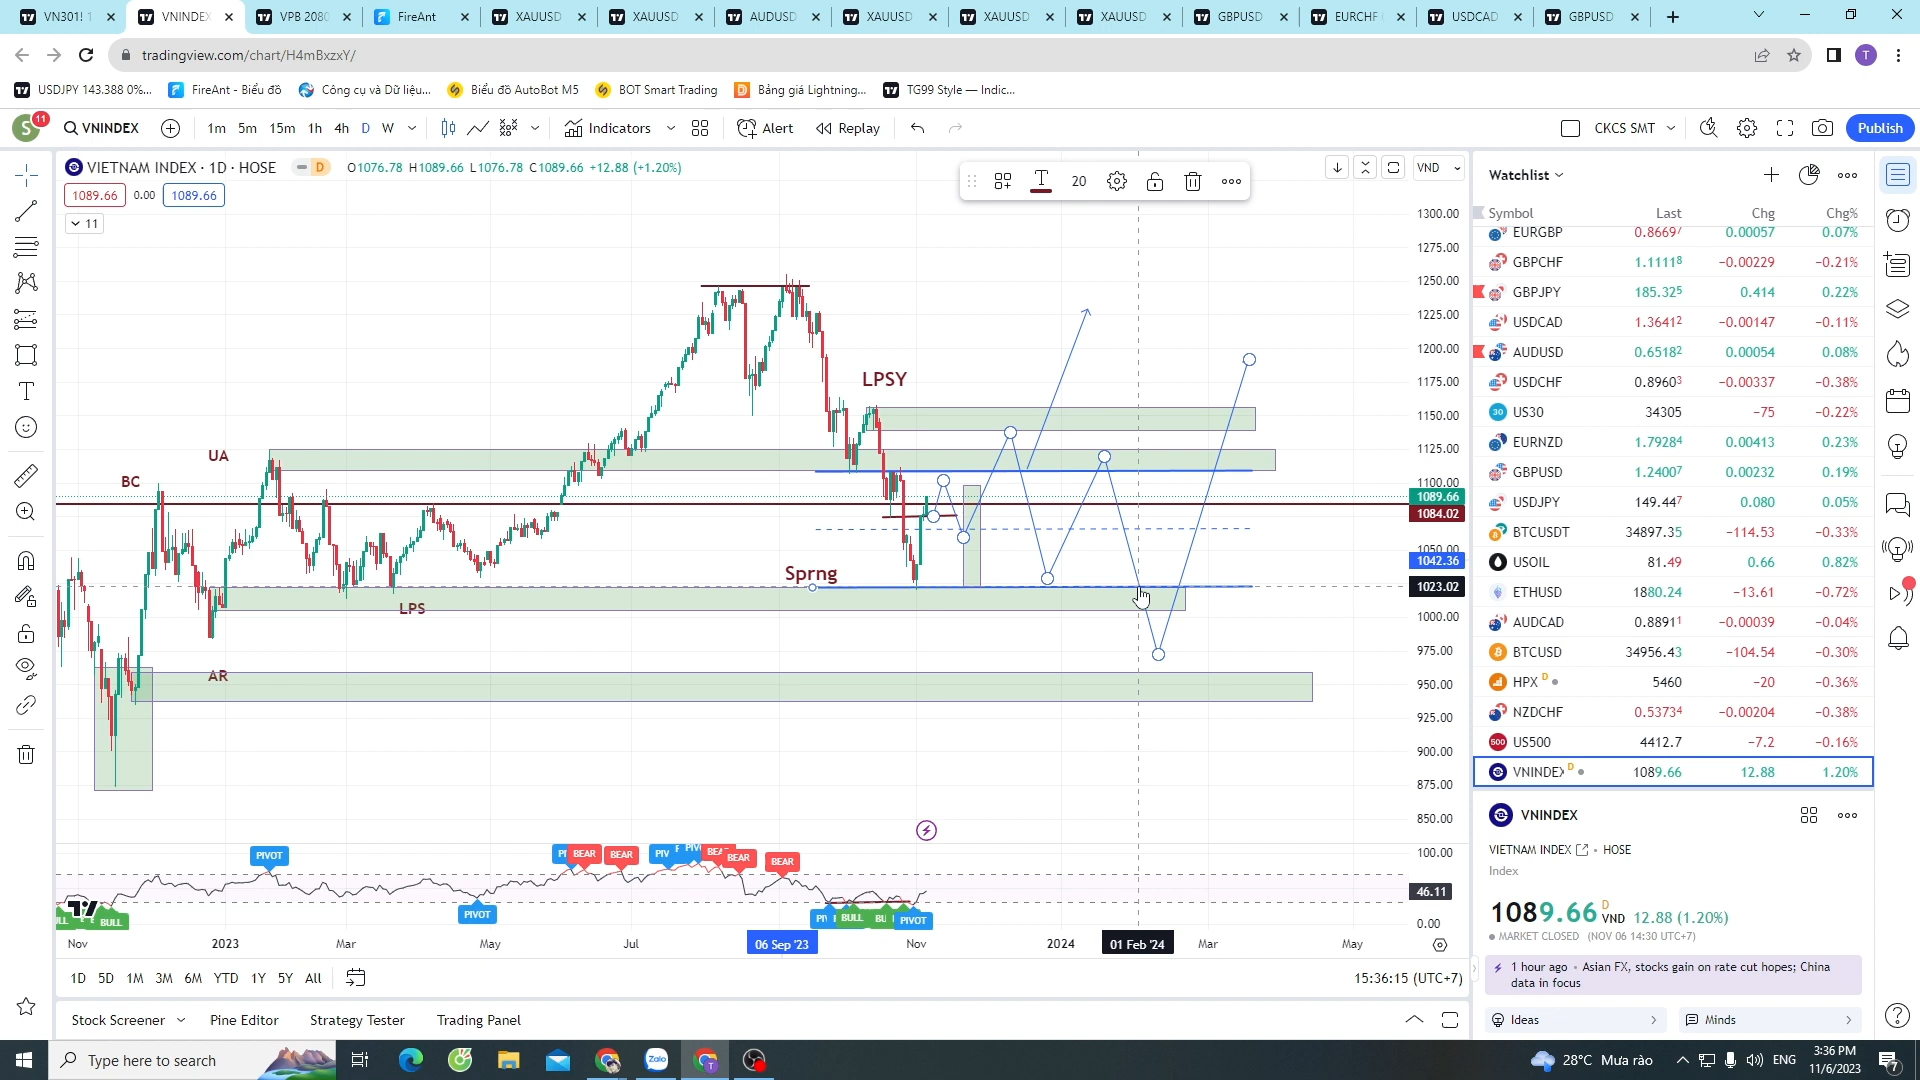 VN301! 1
VNINDEX
VPB 2080
FireAnt
XAUUSD
XAUUSD
AUDUSD
XAUUSD
XAUUSD
XAUUSD
GBPUSD
EURCHF
USDCAD
GBPUSD
tradingview.com/chart/H4mBxzxY/
T
USDJPY 143.388 0%...
FireAnt - Biểu đồ
Công cụ và Dữ liệu...
Biểu đồ AutoBot M5
BOT Smart Trading
Bảng giá Lightning...
TG99 Style — Indic...
S
11
VNINDEX
1m
5m
15m
1h
4h
D
W
Indicators
Alert
Replay
CKCS SMT
Publish
VIETNAM INDEX · 1D · HOSE
D
O1076.78 H1089.66 L1076.78 C1089.66 +12.88 (+1.20%)
1089.66
0.00
1089.66
11
20
VND
1300.00
1275.00
1250.00
1225.00
1200.00
1175.00
1150.00
1125.00
1100.00
1089.66
1084.02
1050.00
1042.36
1023.02
1000.00
975.00
950.00
925.00
900.00
875.00
850.00
100.00
46.11
0.00
LPSY
UA
BC
Sprng
LPS
AR
PIVOT
BEAR
BEAR
BEAR
BEAR
PIVOT
BULL
BULL
PIVOT
Nov
2023
Mar
May
Jul
06 Sep '23
Nov
2024
01 Feb '24
Mar
May
1D
5D
1M
3M
6M
YTD
1Y
5Y
All
15:36:15 (UTC+7)
Stock Screener
Pine Editor
Strategy Tester
Trading Panel
Watchlist
Symbol Last Chg Chg%
EURGBP 0.86697 0.00057 0.07%
GBPCHF 1.11118 −0.00229 −0.21%
GBPJPY 185.325 0.414 0.22%
USDCAD 1.36412 −0.00147 −0.11%
AUDUSD 0.65182 0.00054 0.08%
USDCHF 0.89603 −0.00337 −0.38%
30 US30 34305 −75 −0.22%
EURNZD 1.79284 0.00413 0.23%
GBPUSD 1.24007 0.00232 0.19%
USDJPY 149.447 0.080 0.05%
BTCUSDT 34897.35 −114.53 −0.33%
USOIL 81.49 0.66 0.82%
ETHUSD 1880.24 −13.61 −0.72%
AUDCAD 0.88911 −0.00039 −0.04%
BTCUSD 34956.43 −104.54 −0.30%
HPX D 5460 −20 −0.36%
NZDCHF 0.53734 −0.00204 −0.38%
500 US500 4412.7 −7.2 −0.16%
VNINDEX D 1089.66 12.88 1.20%
VNINDEX
VIETNAM INDEX • HOSE
Index
1089.66 D VND 12.88 (1.20%)
MARKET CLOSED (NOV 06 14:30 UTC+7)
1 hour ago • Asian FX, stocks gain on rate cut hopes; China
data in focus
Ideas
Minds
Type here to search
Zalo
T
28°C Mưa rào
ENG
3:36 PM
11/6/2023
7